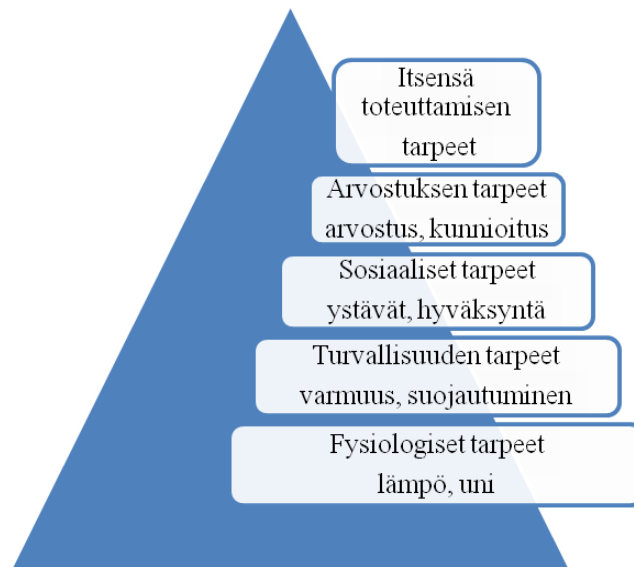 Itsensä
toteuttamisen
tarpeet
Arvostuksen tarpeet
arvostus, kunnioitus
Sosiaaliset tarpeet
ystävät, hyväksyntä
Turvallisuuden tarpeet
varmuus, suojautuminen
Fysiologiset tarpeet
lämpö, uni